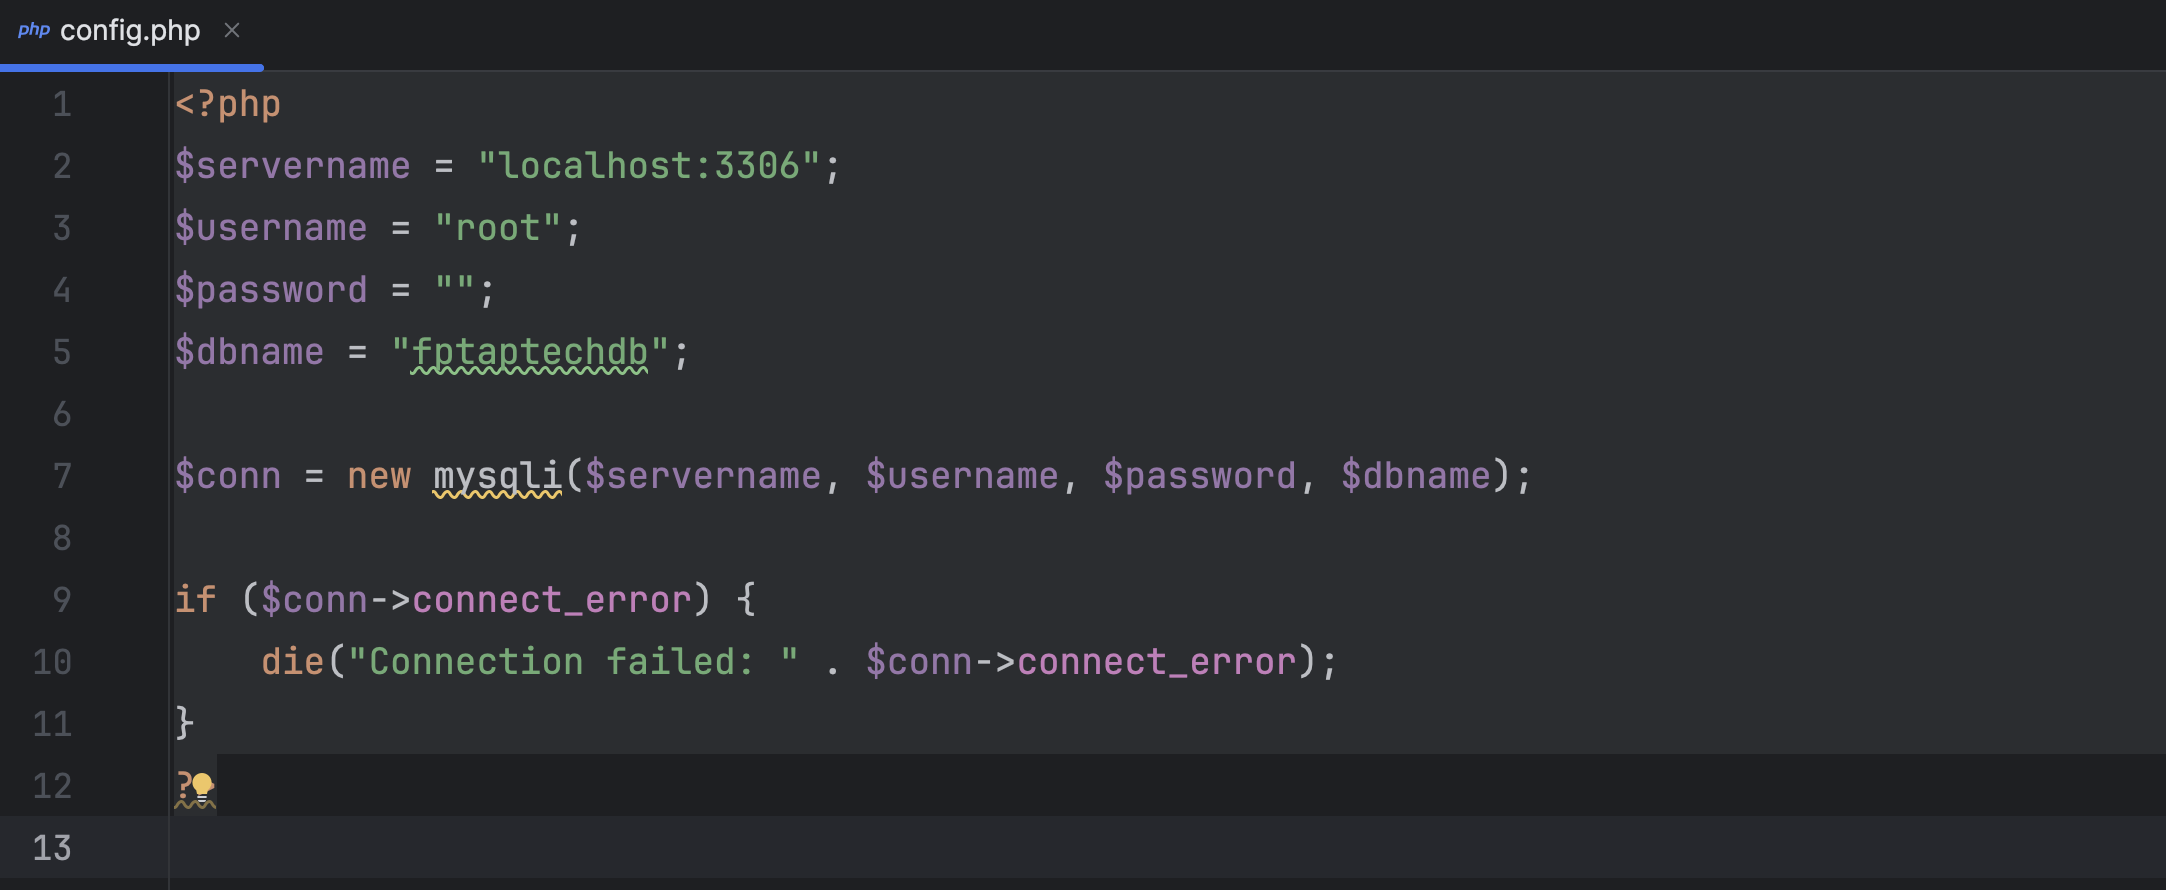 php config.php ×
1 <?php
2 $servername = "localhost:3306";
3 $username = "root";
4 $password = "";
5 $dbname = "fptaptechdb";
6
7 $conn = new mysqli($servername, $username, $password, $dbname);
8
9 if ($conn->connect_error) {
10     die("Connection failed: " . $conn->connect_error);
11 }
12 ?
13